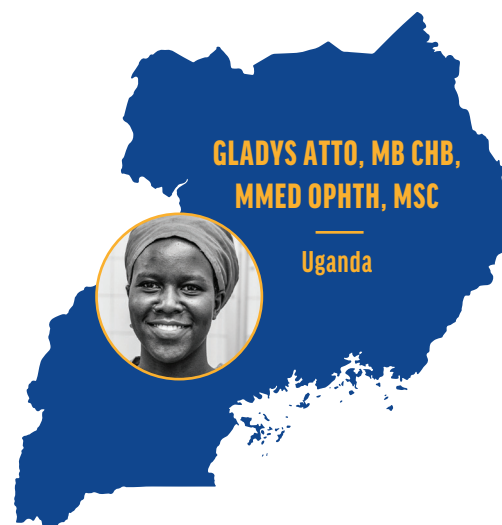 GLADYS ATTO, MB CHB,
MMED OPHTH, MSC
Uganda